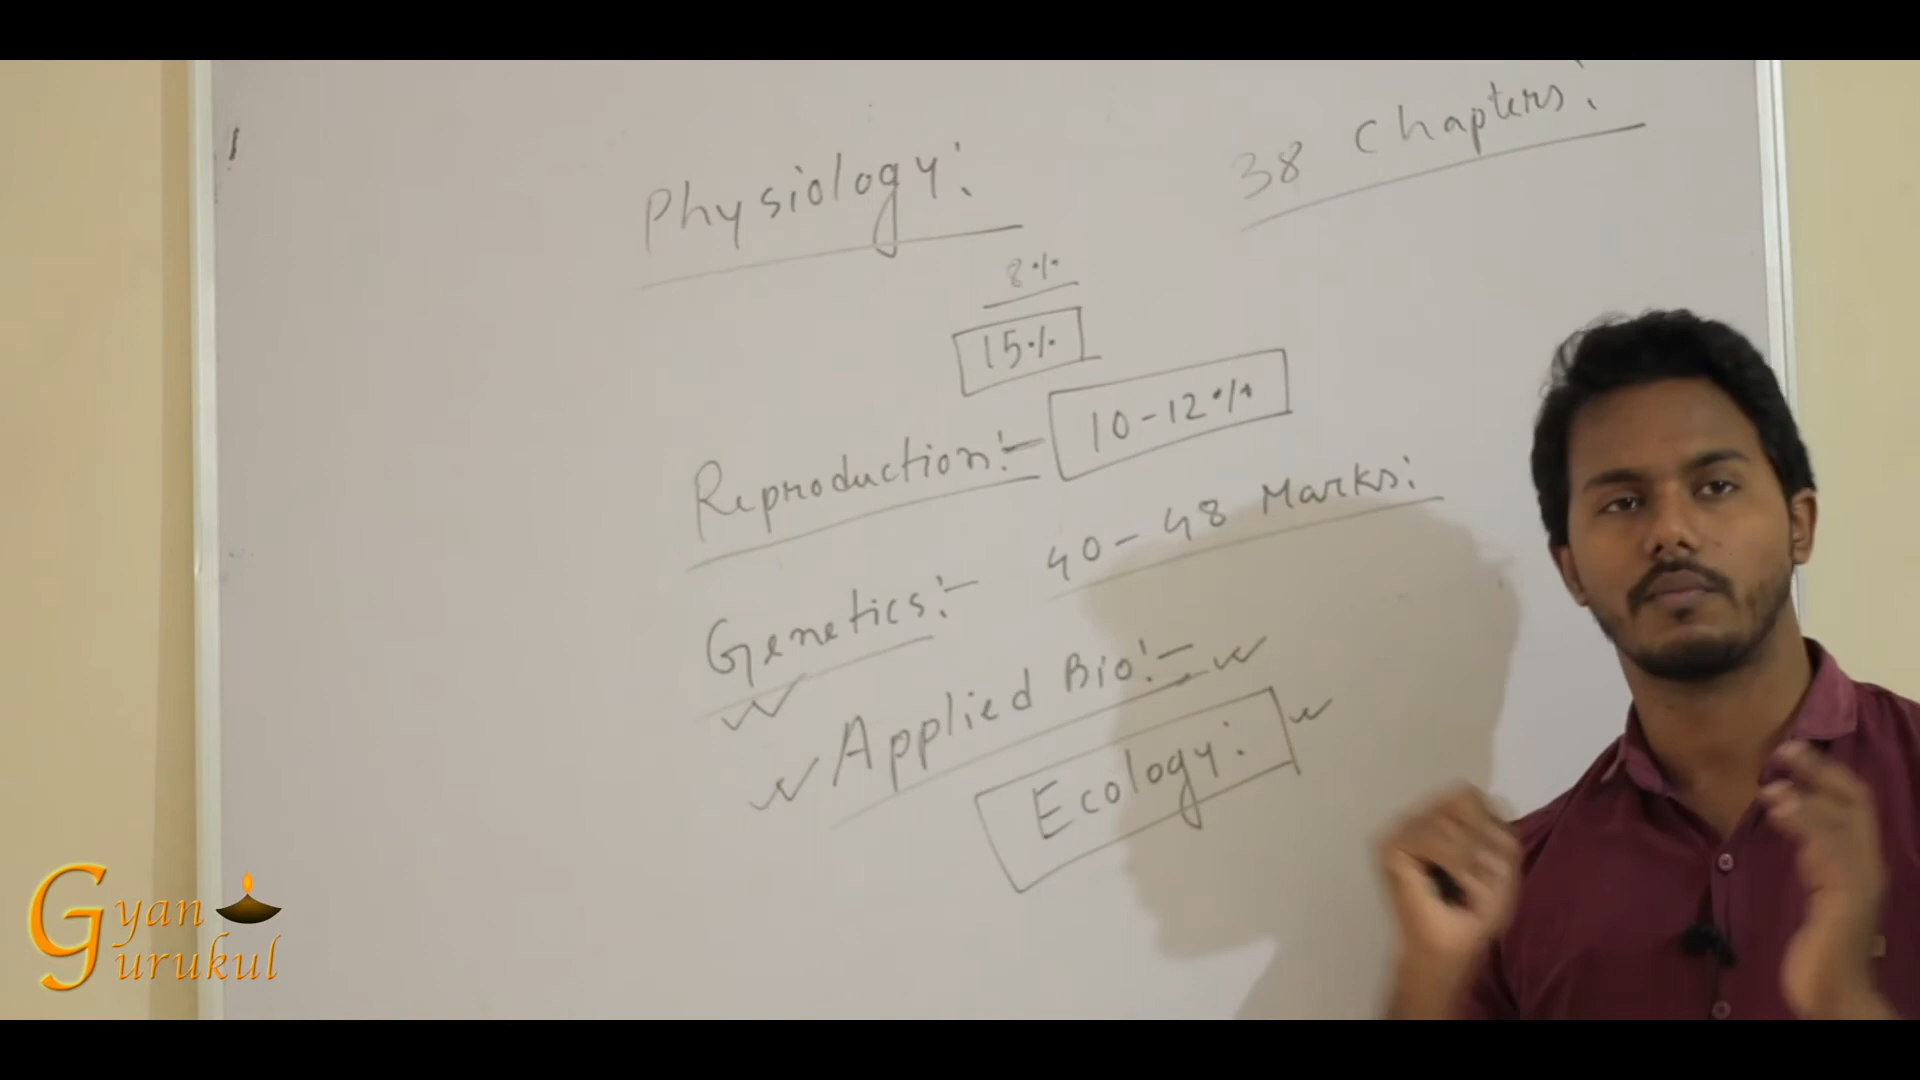 38 Chapters:
Physiology:
8%
15%
Reproduction:- 10-12%
Genetics:- 40-48 Marks:
Applied Bio:-
Ecology:
Gyan
Gurukul